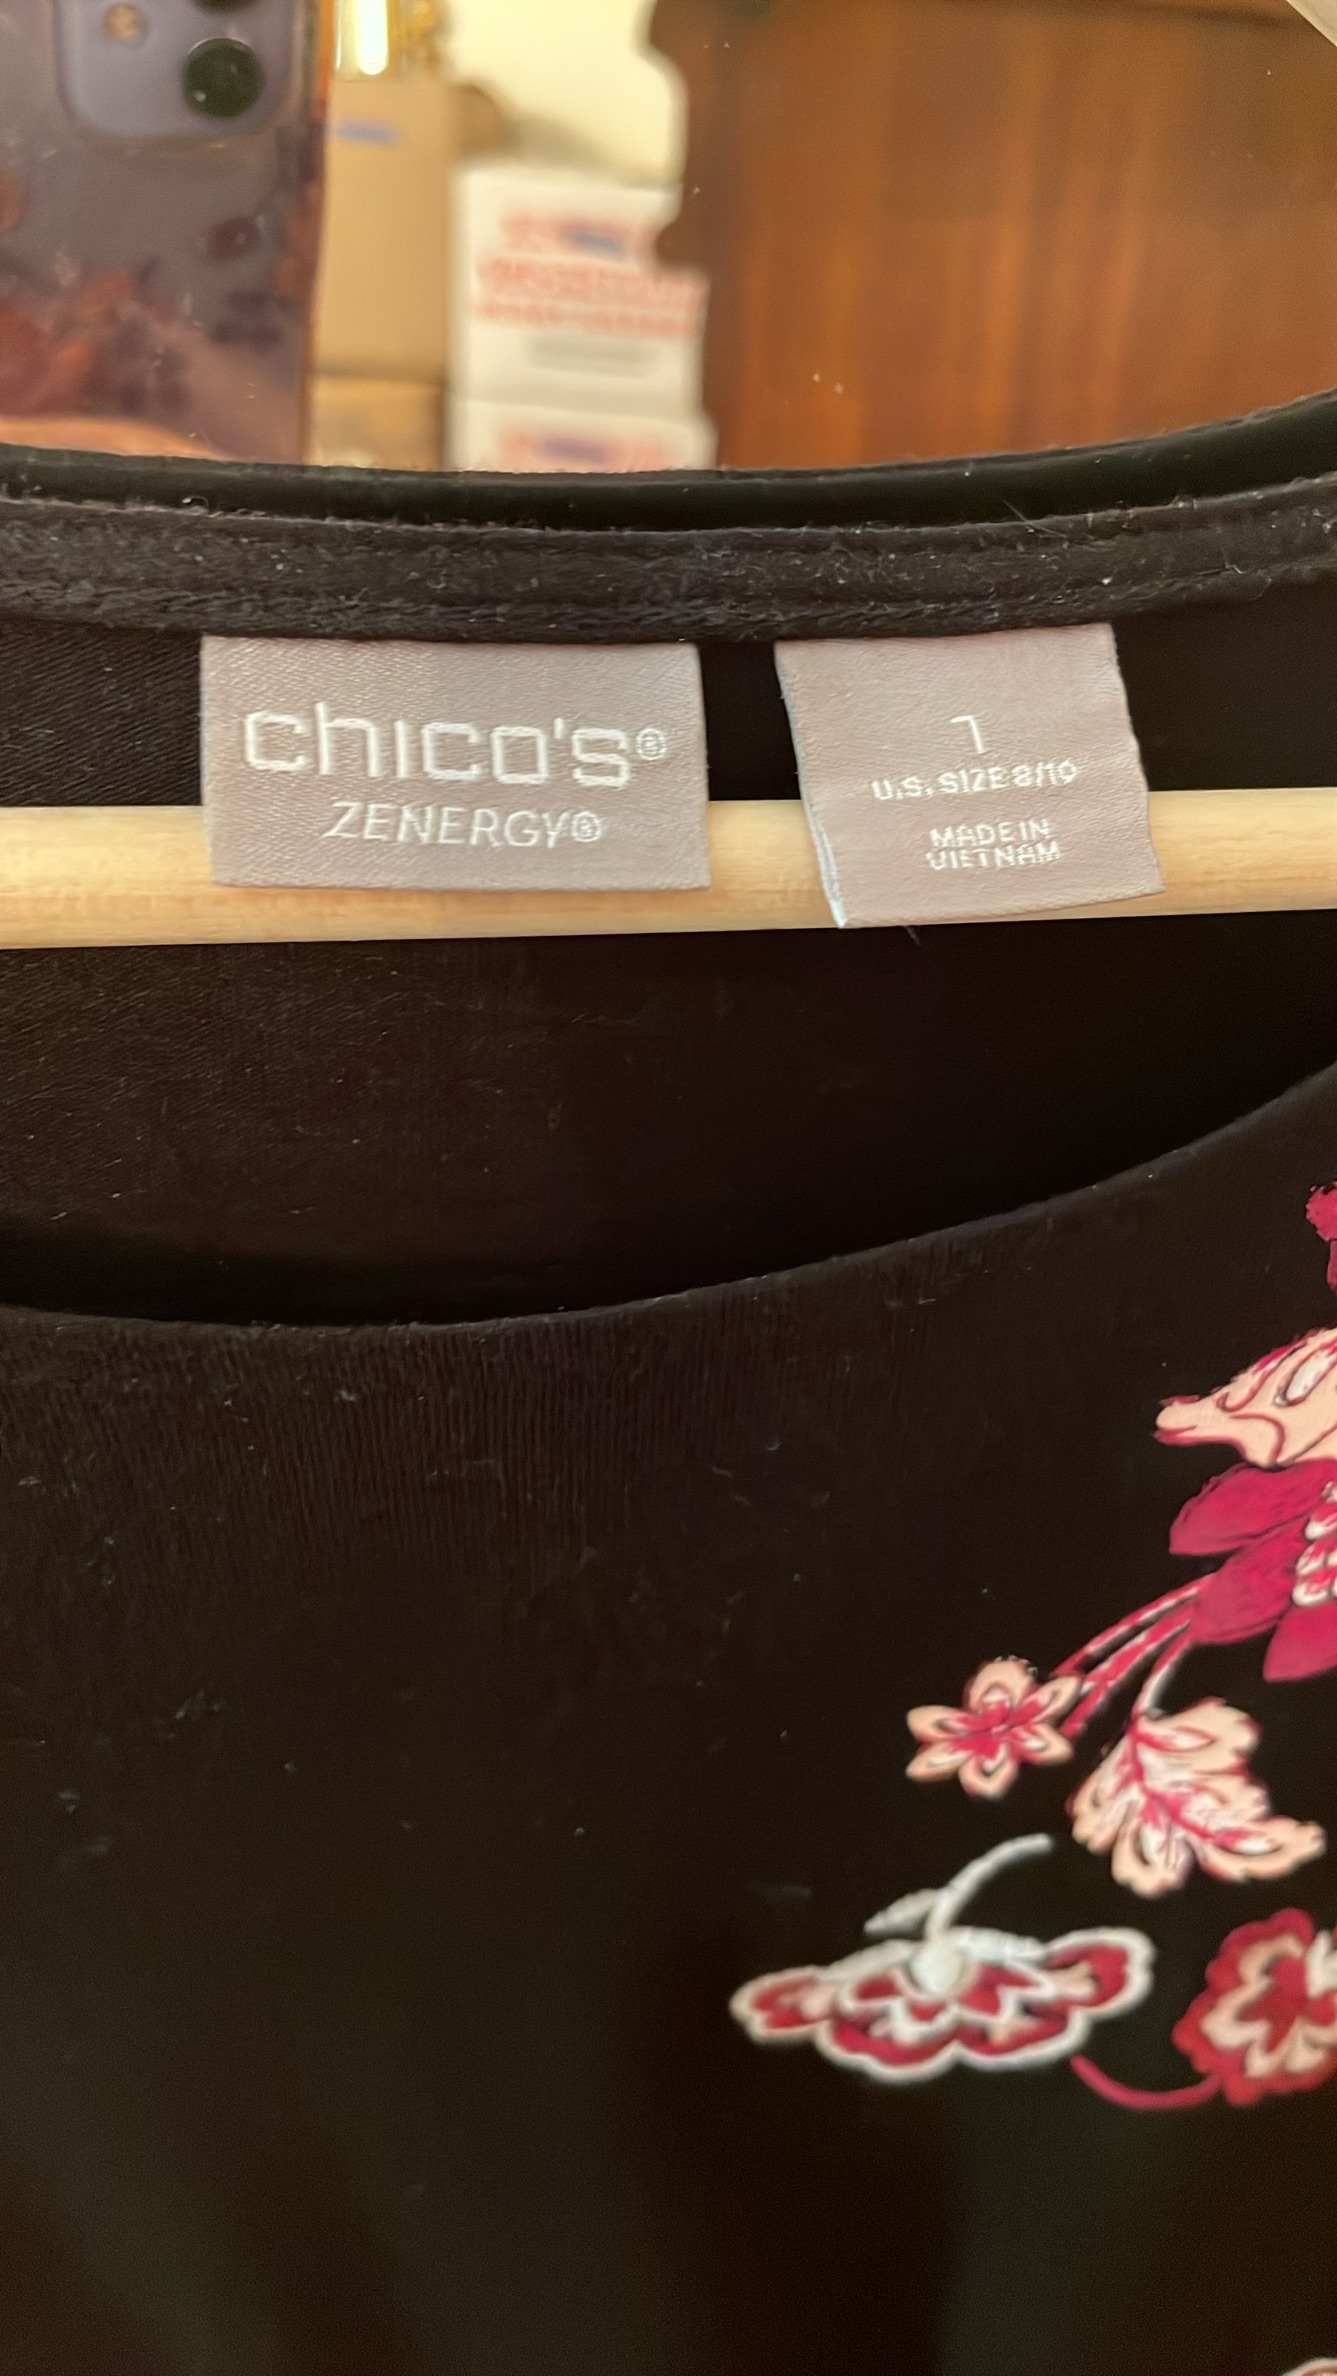 chico's®
ZENERGY®
1
U.S. SIZE 8/10
MADE IN
VIETNAM